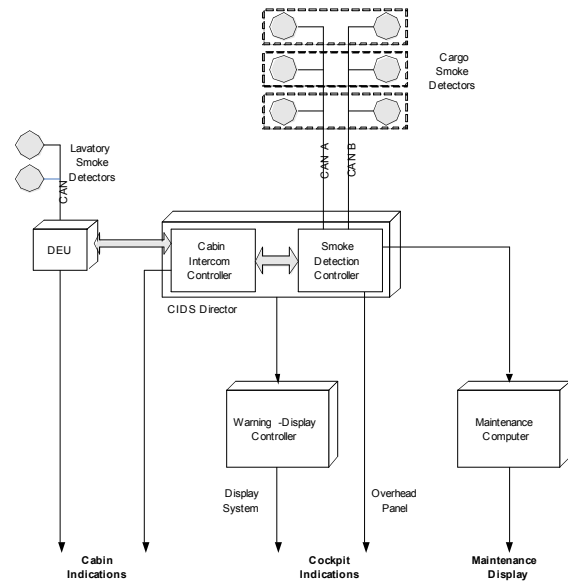 Cargo
Smoke
Detectors
CAN A
CAN B
Lavatory
Smoke
Detectors
CAN
DEU
Cabin
Intercom
Controller
Smoke
Detection
Controller
CIDS Director
Warning -Display
Controller
Maintenance
Computer
Display
System
Overhead
Panel
Cabin
Indications
Cockpit
Indications
Maintenance
Display